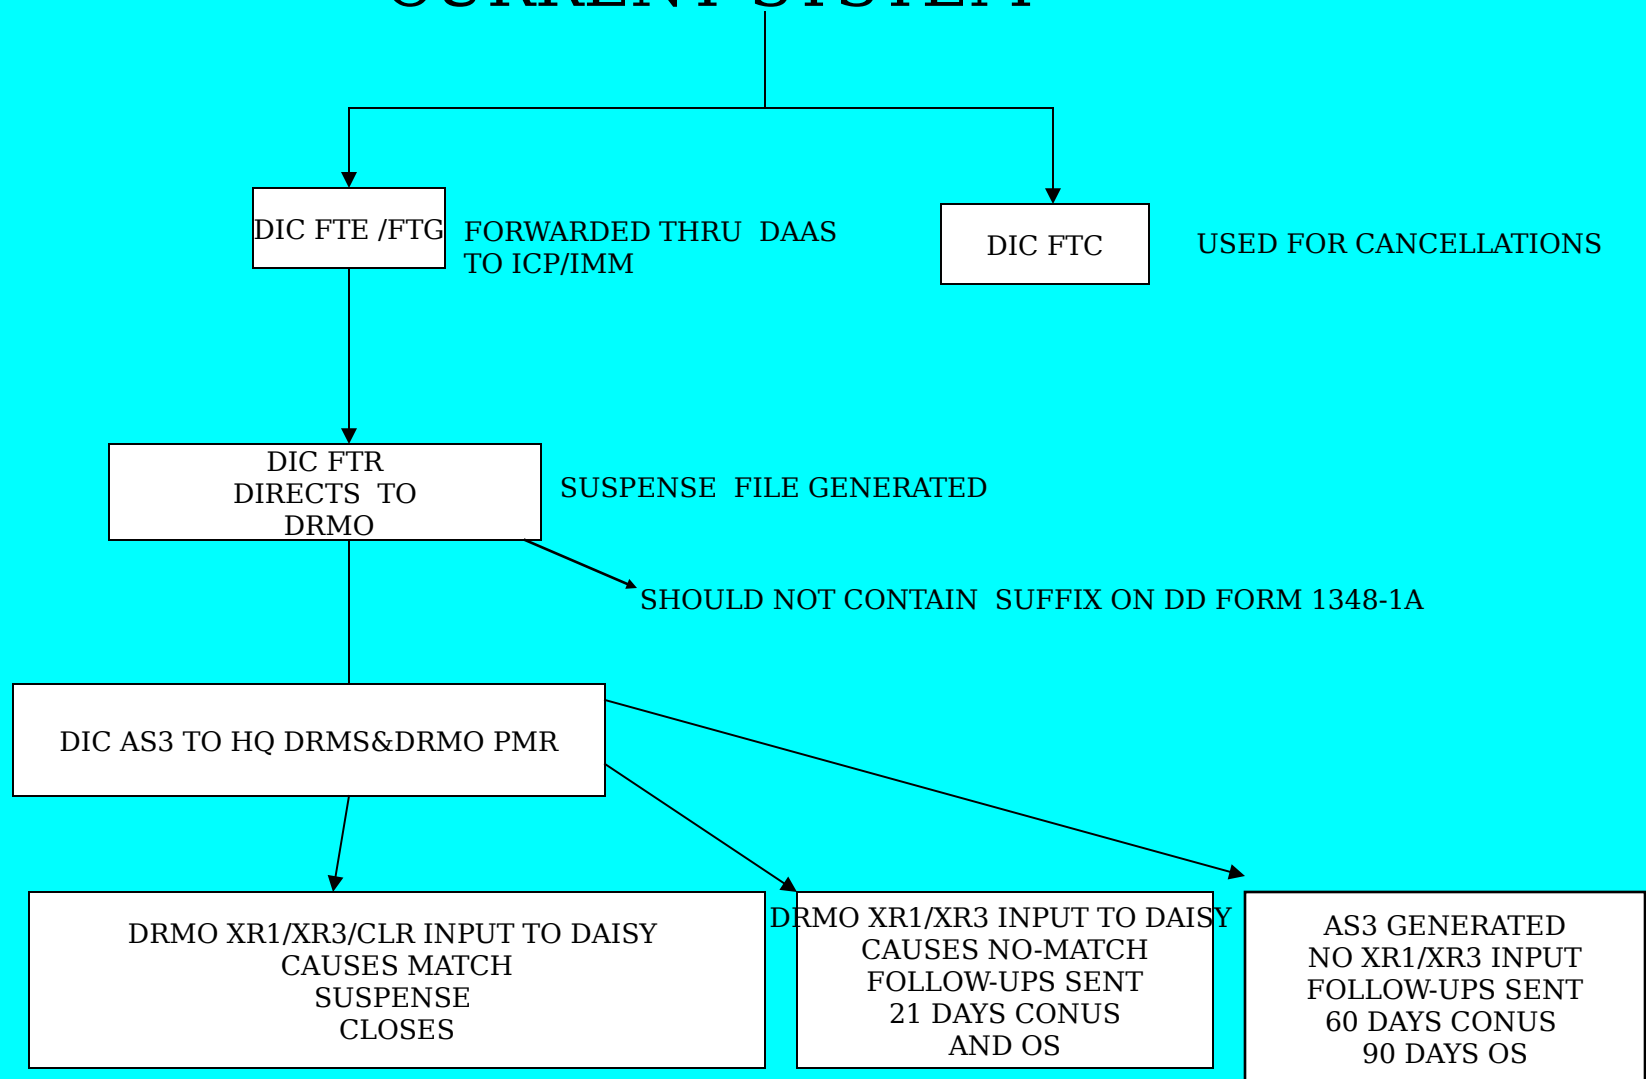 CURRENT SYSTEM
DIC FTE /FTG
FORWARDED THRU DAAS
TO ICP/IMM
DIC FTC
USED FOR CANCELLATIONS
DIC FTR
DIRECTS TO
DRMO
SUSPENSE FILE GENERATED
SHOULD NOT CONTAIN SUFFIX ON DD FORM 1348-1A
DIC AS3 TO HQ DRMS&DRMO PMR
DRMO XR1/XR3/CLR INPUT TO DAISY
CAUSES MATCH
SUSPENSE
CLOSES
DRMO XR1/XR3 INPUT TO DAISY
CAUSES NO-MATCH
FOLLOW-UPS SENT
21 DAYS CONUS
AND OS
AS3 GENERATED
NO XR1/XR3 INPUT
FOLLOW-UPS SENT
60 DAYS CONUS
90 DAYS OS